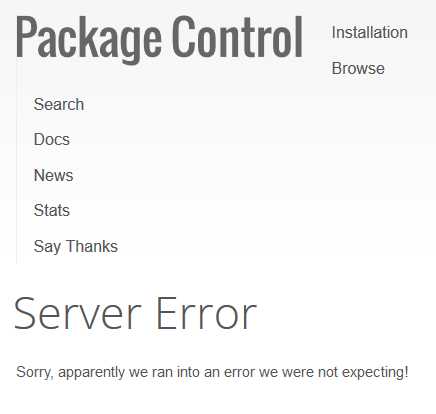 Package Control
Installation
Browse
Search
Docs
News
Stats
Say Thanks
Server Error
Sorry, apparently we ran into an error we were not expecting!